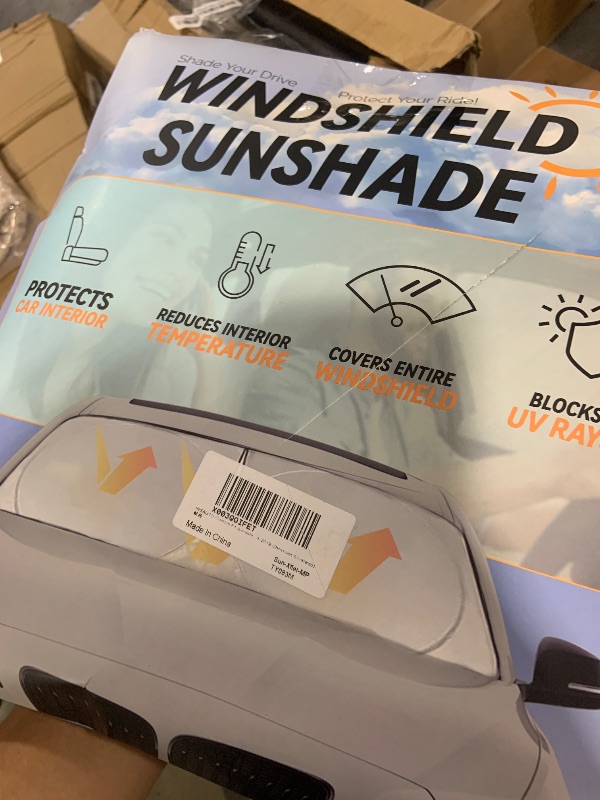 Shade Your Drive
Protect Your Ride!
WINDSHIELD
SUNSHADE
PROTECTS
CAR INTERIOR
REDUCES INTERIOR
TEMPERATURE
COVERS ENTIRE
WINDSHIELD
BLOCKS
UV RAY
X003QOIFET
Made In China